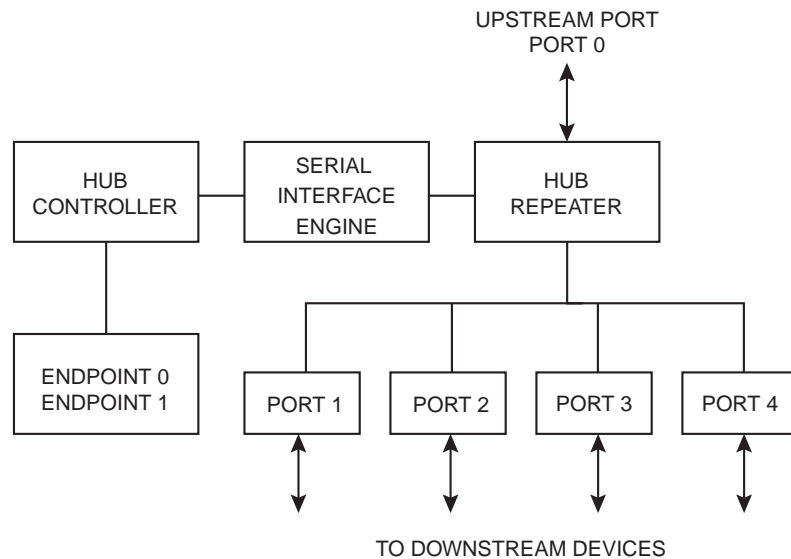 UPSTREAM PORT
PORT 0
HUB
CONTROLLER
SERIAL
INTERFACE
ENGINE
HUB
REPEATER
ENDPOINT 0
ENDPOINT 1
PORT 1
PORT 2
PORT 3
PORT 4
TO DOWNSTREAM DEVICES